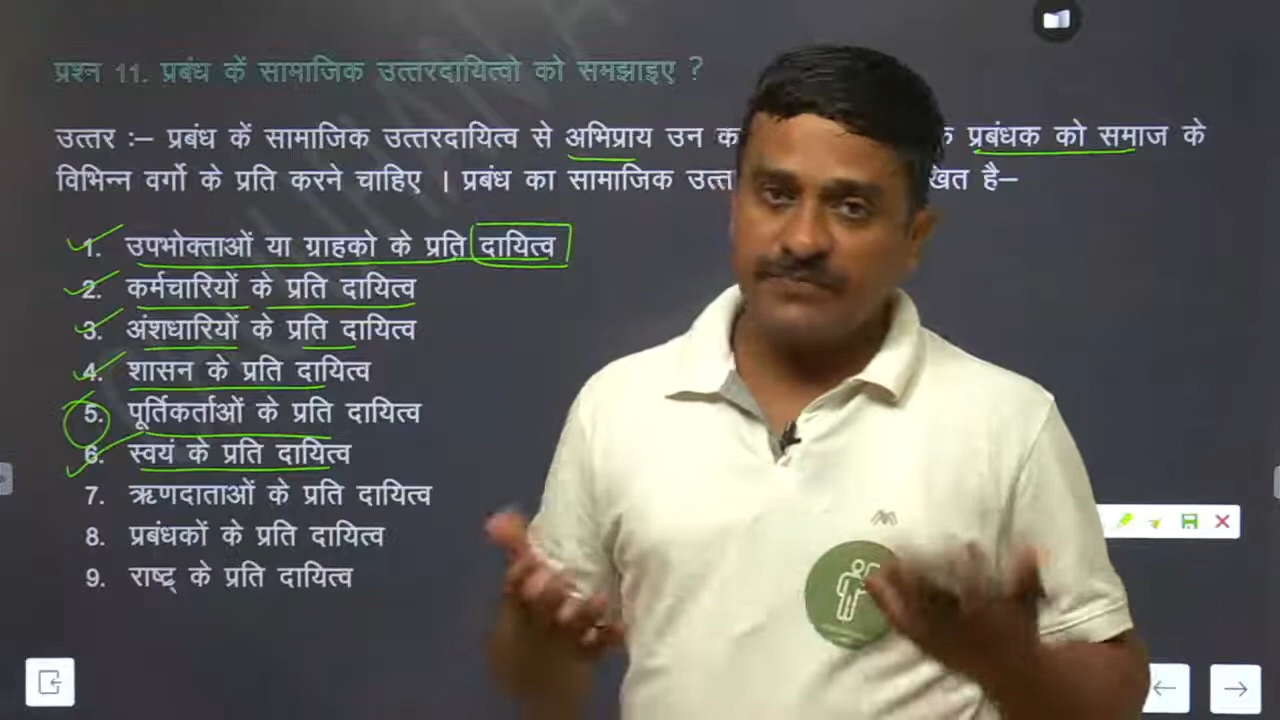 प्रश्न 11. प्रबंध कें सामाजिक उत्तरदायित्वो को समझाइए ?
उत्तर :– प्रबंध कें सामाजिक उत्तरदायित्व से अभिप्राय उन प्रबंधक को समाज के
विभिन्न वर्गो के प्रति करने चाहिए । प्रबंध का सामाजिक है–
1. उपभोक्ताओं या ग्राहको के प्रति दायित्व
2. कर्मचारियों के प्रति दायित्व
3. अंशधारियों के प्रति दायित्व
4. शासन के प्रति दायित्व
5. पूर्तिकर्ताओं के प्रति दायित्व
6. स्वयं के प्रति दायित्व
7. ऋणदाताओं के प्रति दायित्व
8. प्रबंधकों के प्रति दायित्व
9. राष्ट् के प्रति दायित्व